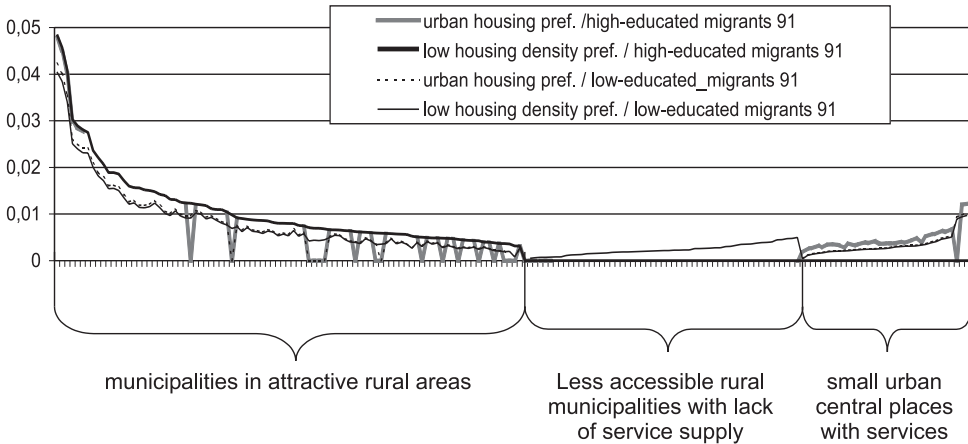 urban housing pref. /high-educated migrants 91
low housing density pref. / high-educated migrants 91
urban housing pref. / low-educated_migrants 91
low housing density pref. / low-educated migrants 91
0,05
0,04
0,03
0,02
0,01
0
municipalities in attractive rural areas
Less accessible rural
municipalities with lack
of service supply
small urban
central places
with services